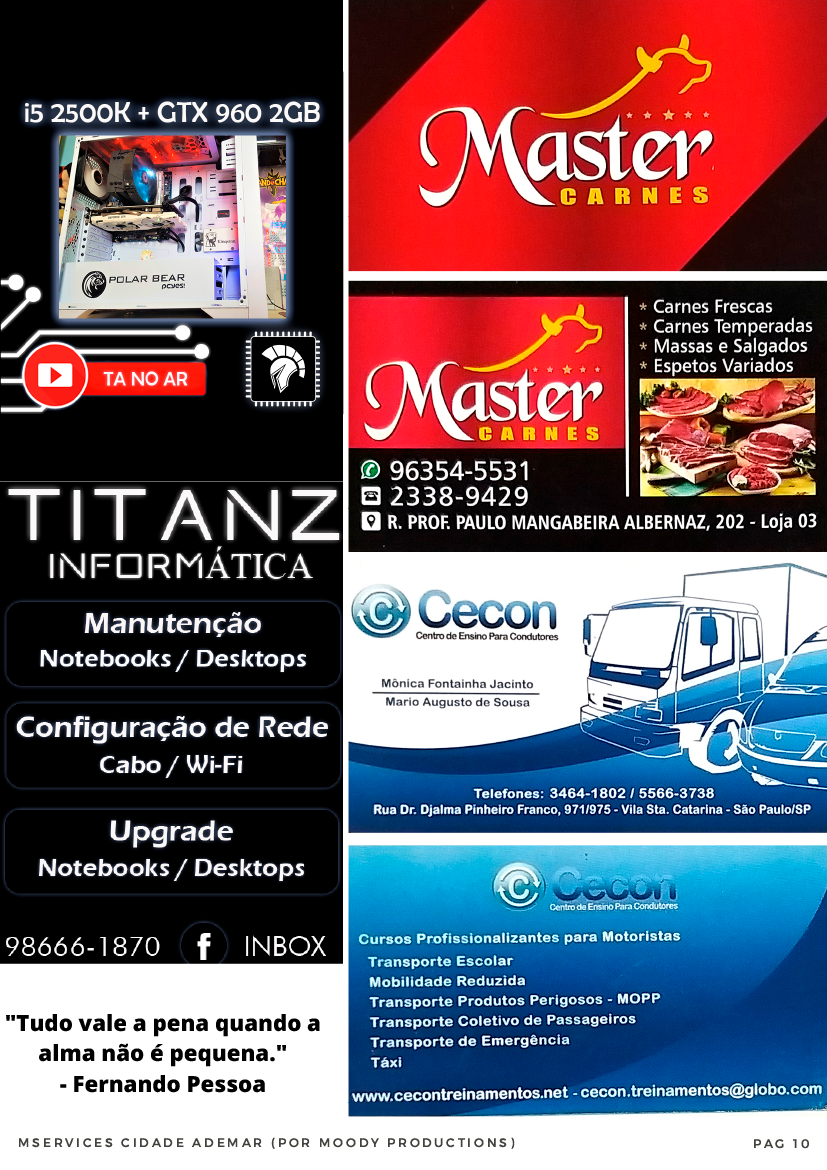 i5 2500K + GTX 960 2GB
POLAR BEAR
pcyes!
TA NO AR
TITANZ
INFORMÁTICA
Manutenção
Notebooks / Desktops
Configuração de Rede
Cabo / Wi-Fi
Upgrade
Notebooks / Desktops
98666-1870 f INBOX
"Tudo vale a pena quando a
alma não é pequena."
- Fernando Pessoa
Master
CARNES
Master
CARNES
* Carnes Frescas
* Carnes Temperadas
* Massas e Salgados
* Espetos Variados
96354-5531
2338-9429
R. PROF. PAULO MANGABEIRA ALBERNAZ, 202 - Loja 03
C Cecon
Centro de Ensino Para Condutores
Mônica Fontainha Jacinto
Mario Augusto de Sousa
Telefones: 3464-1802 / 5566-3738
Rua Dr. Djalma Pinheiro Franco, 971/975 - Vila Sta. Catarina - São Paulo/SP
C Cecon
Centro de Ensino Para Condutores
Cursos Profissionalizantes para Motoristas
Transporte Escolar
Mobilidade Reduzida
Transporte Produtos Perigosos - MOPP
Transporte Coletivo de Passageiros
Transporte de Emergência
Táxi
www.cecontreinamentos.net - cecon.treinamentos@globo.com
MSERVICES CIDADE ADEMAR (POR MOODY PRODUCTIONS)
PAG 10